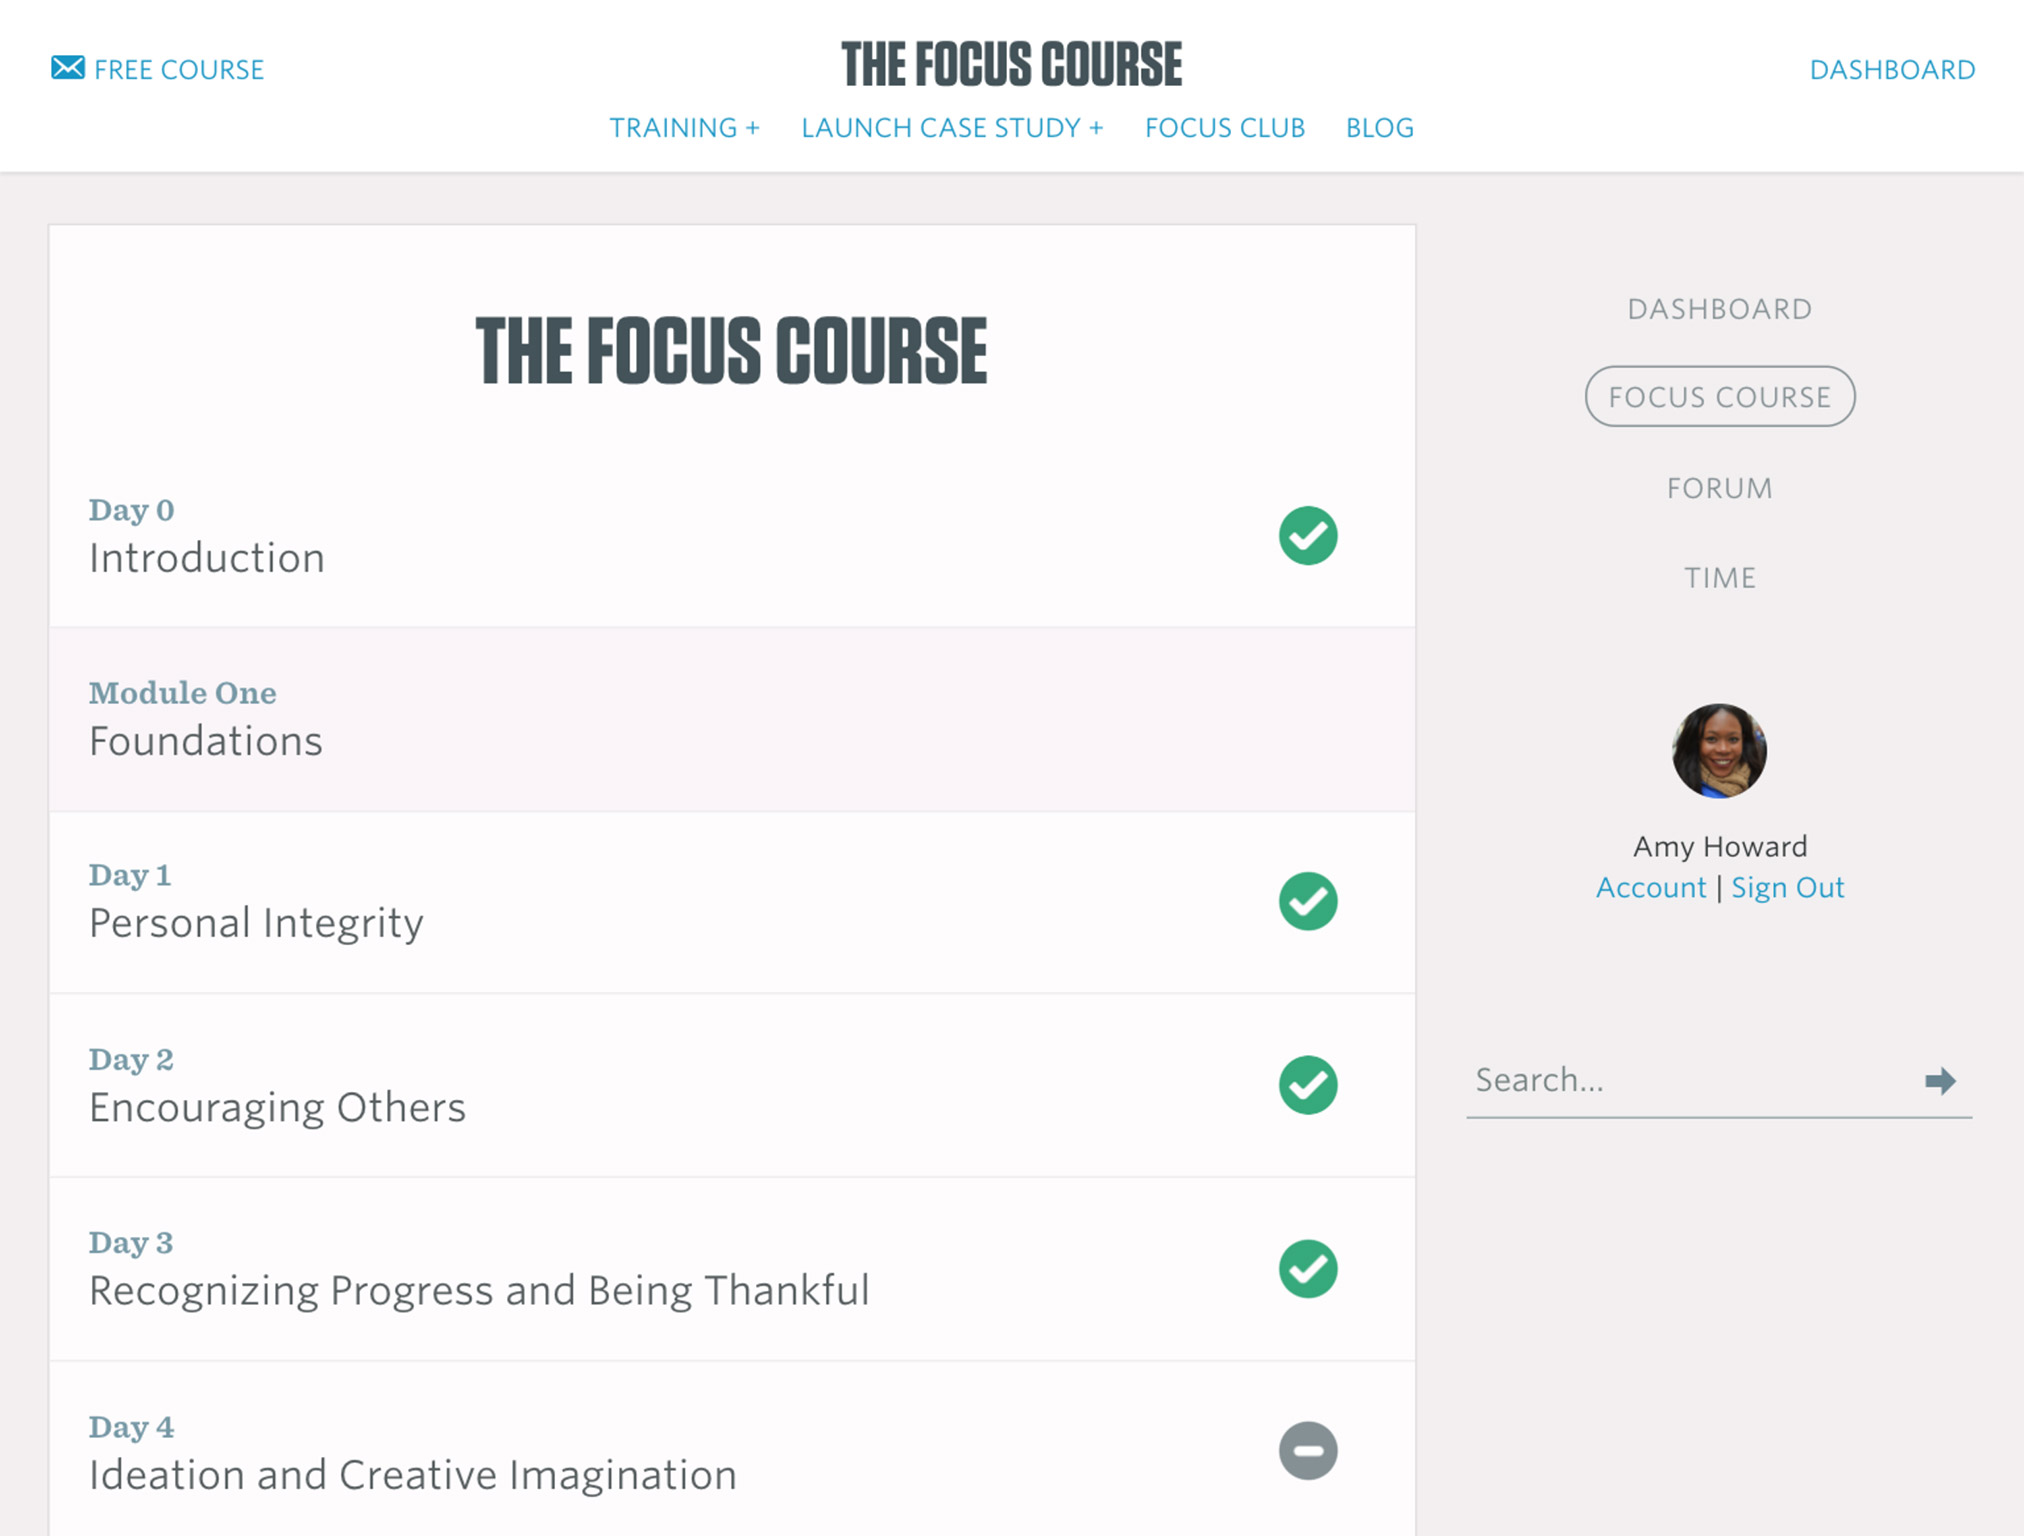 FREE COURSE
THE FOCUS COURSE
DASHBOARD
TRAINING + LAUNCH CASE STUDY + FOCUS CLUB BLOG
THE FOCUS COURSE
Day 0
Introduction
Module One
Foundations
Day 1
Personal Integrity
Day 2
Encouraging Others
Day 3
Recognizing Progress and Being Thankful
Day 4
Ideation and Creative Imagination
DASHBOARD
FOCUS COURSE
FORUM
TIME
Amy Howard
Account | Sign Out
Search...